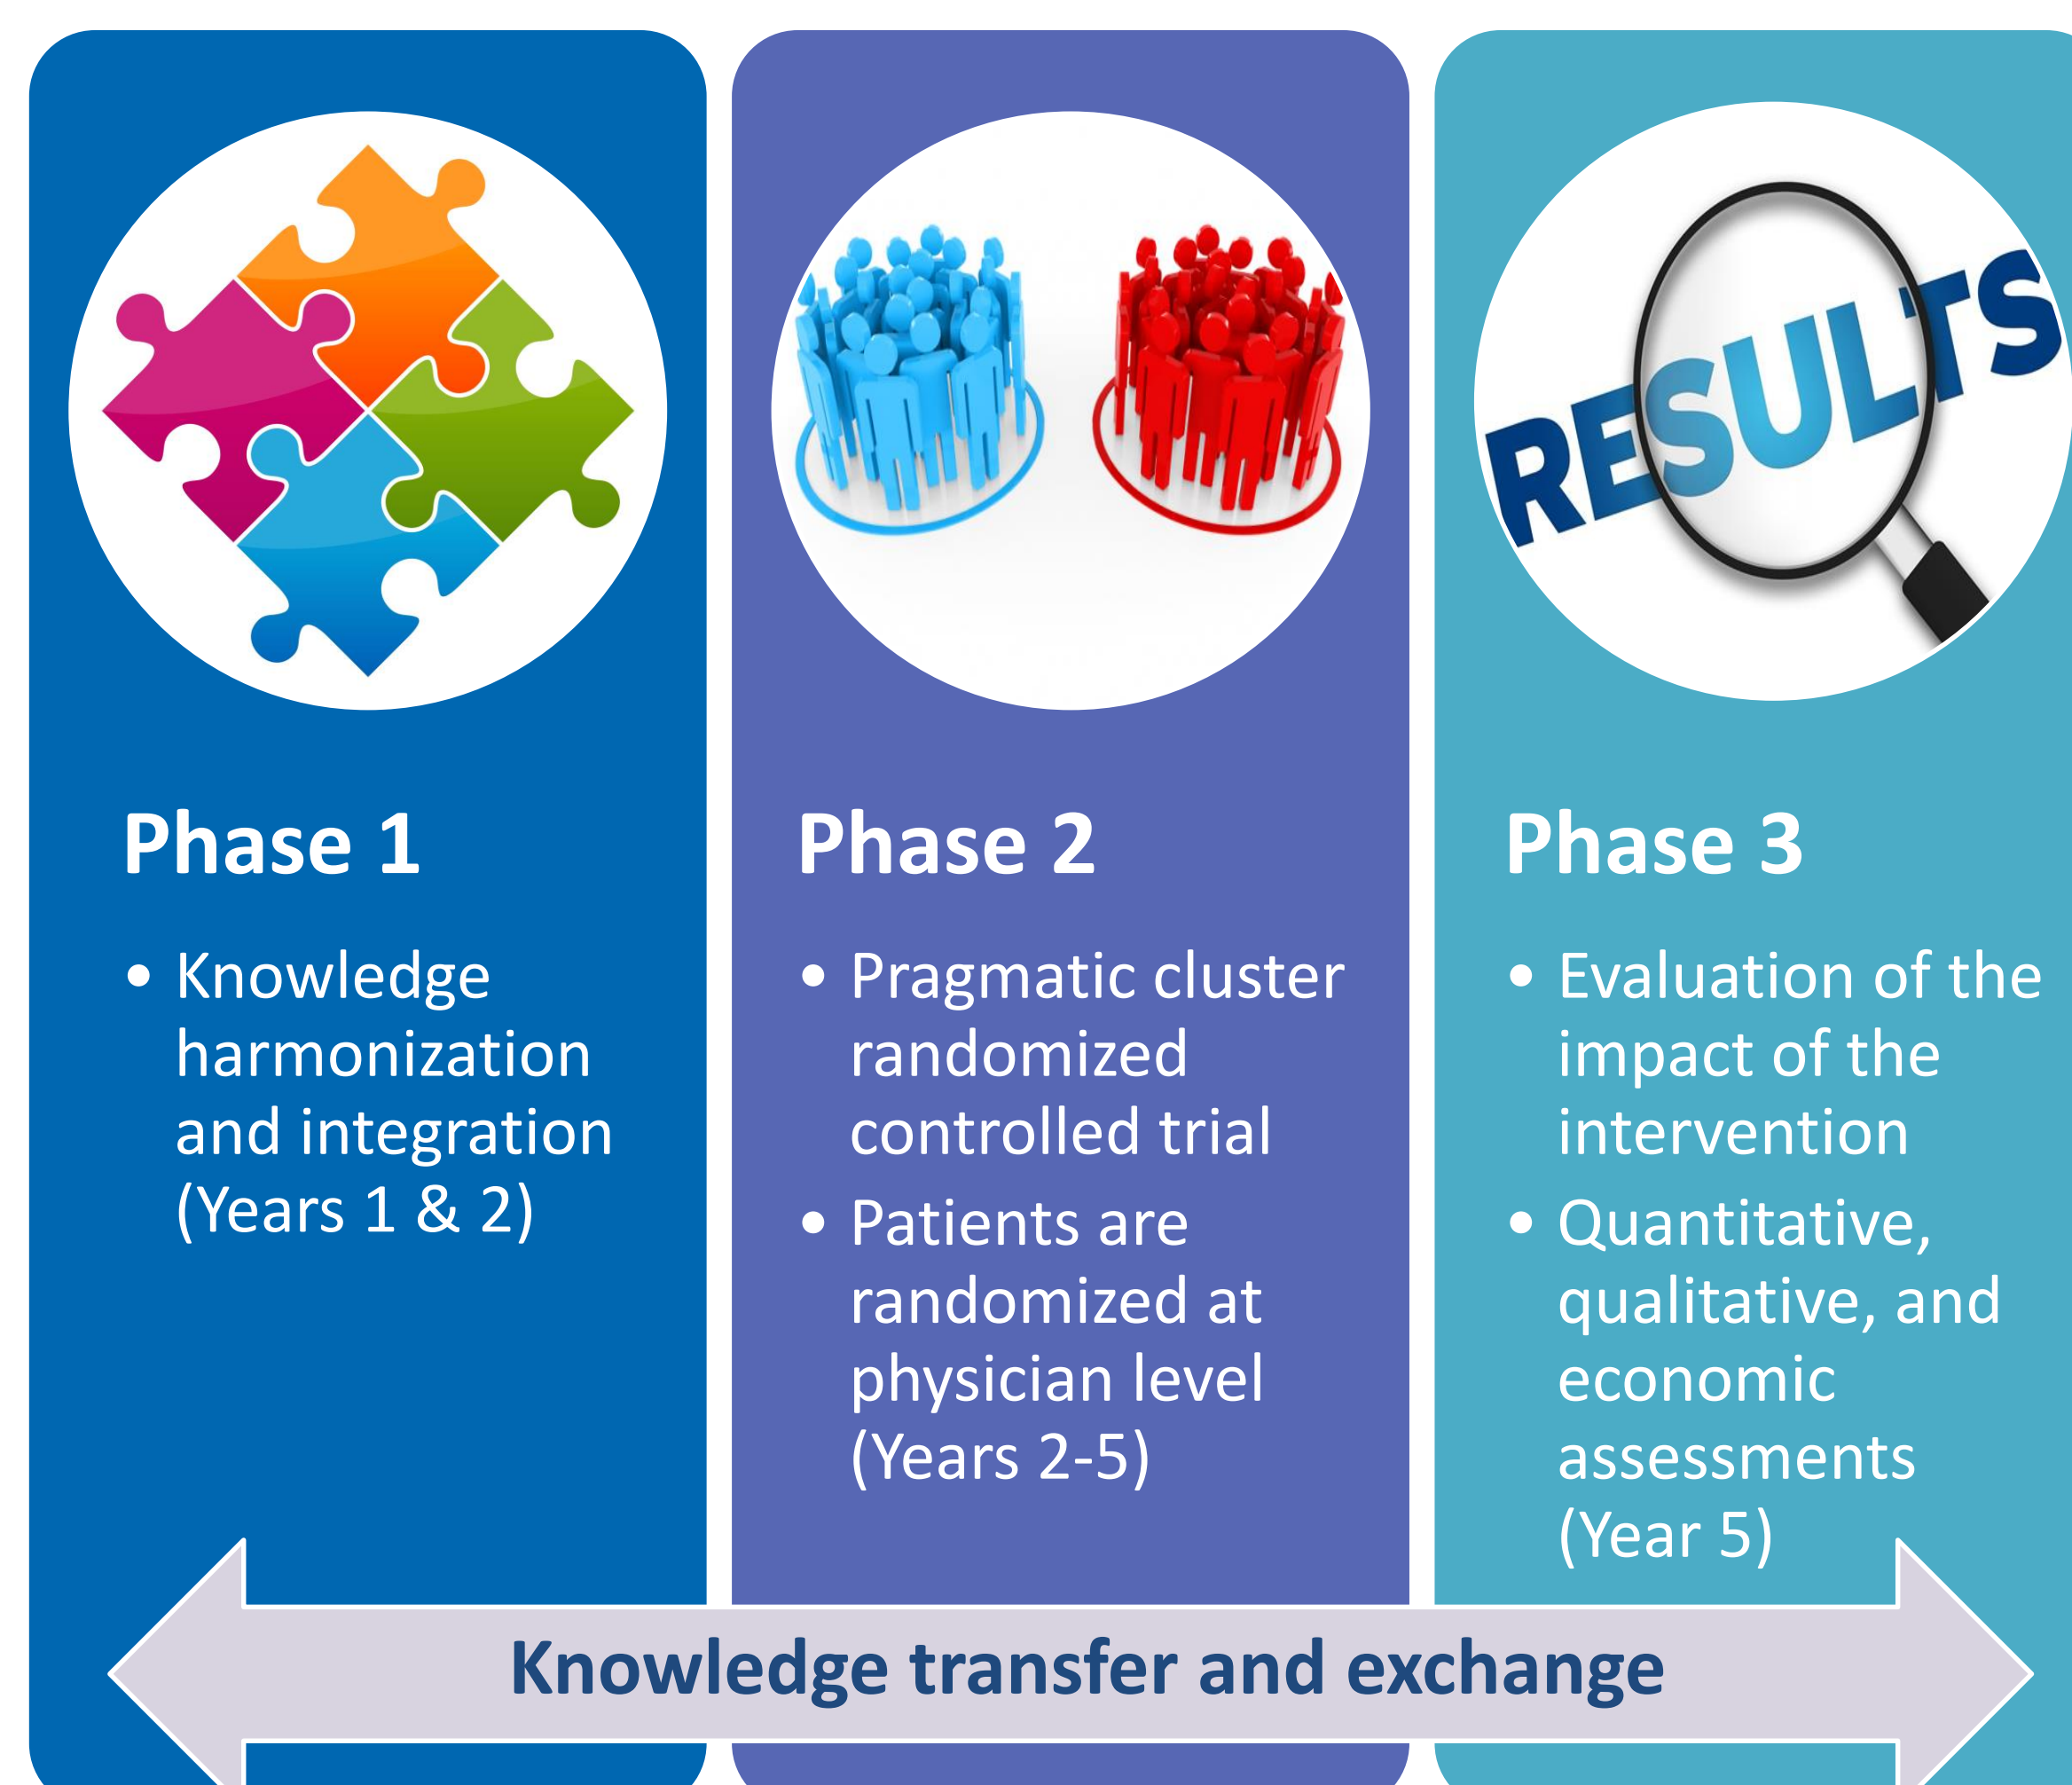 RESULTS
Phase 1
• Knowledge
harmonization
and integration
(Years 1 & 2)
Phase 2
• Pragmatic cluster
randomized
controlled trial
• Patients are
randomized at
physician level
(Years 2-5)
Phase 3
• Evaluation of the
impact of the
intervention
• Quantitative,
qualitative, and
economic
assessments
(Year 5)
Knowledge transfer and exchange